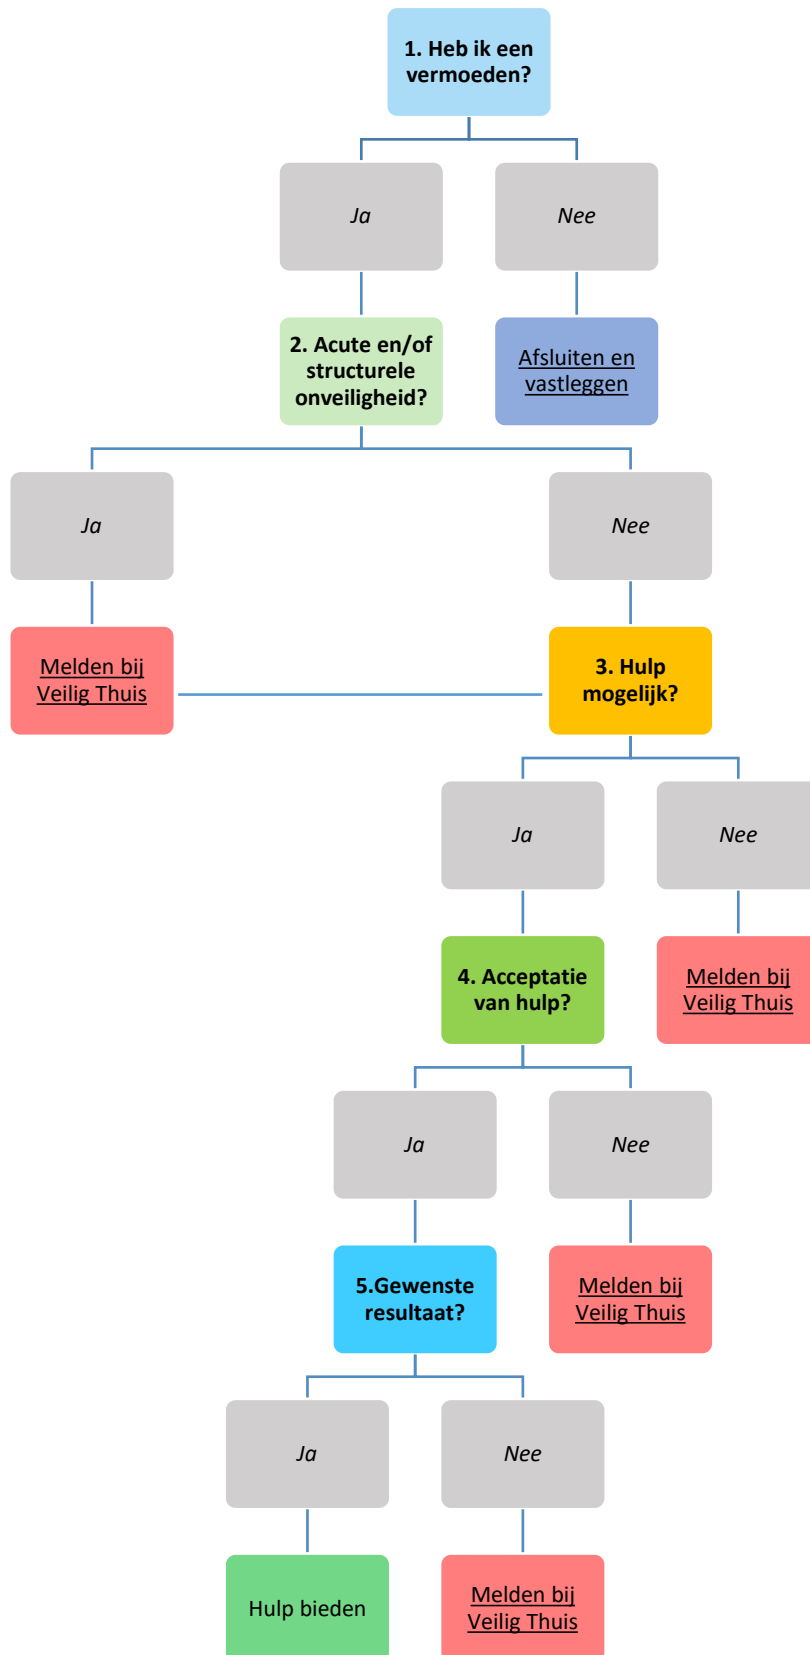 1. Heb ik een
vermoeden?
Ja
Nee
2. Acute en/of
structurele
onveiligheid?
Afsluiten en
vastleggen
Ja
Nee
Melden bij
Veilig Thuis
3. Hulp
mogelijk?
Ja
Nee
4. Acceptatie
van hulp?
Melden bij
Veilig Thuis
Ja
Nee
5.Gewenste
resultaat?
Melden bij
Veilig Thuis
Ja
Nee
Hulp bieden
Melden bij
Veilig Thuis